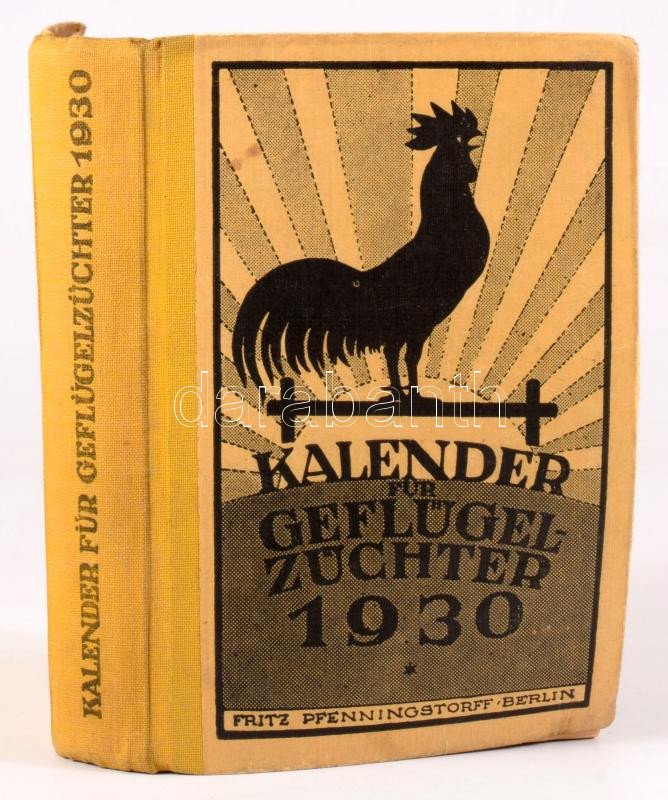 KALENDER FÜR GEFLÜGELZÜCHTER 1930
KALENDER
FÜR
GEFLÜGEL-
ZÜCHTER
1930
FRITZ PFENNINGSTORFF·BERLIN
darabanth